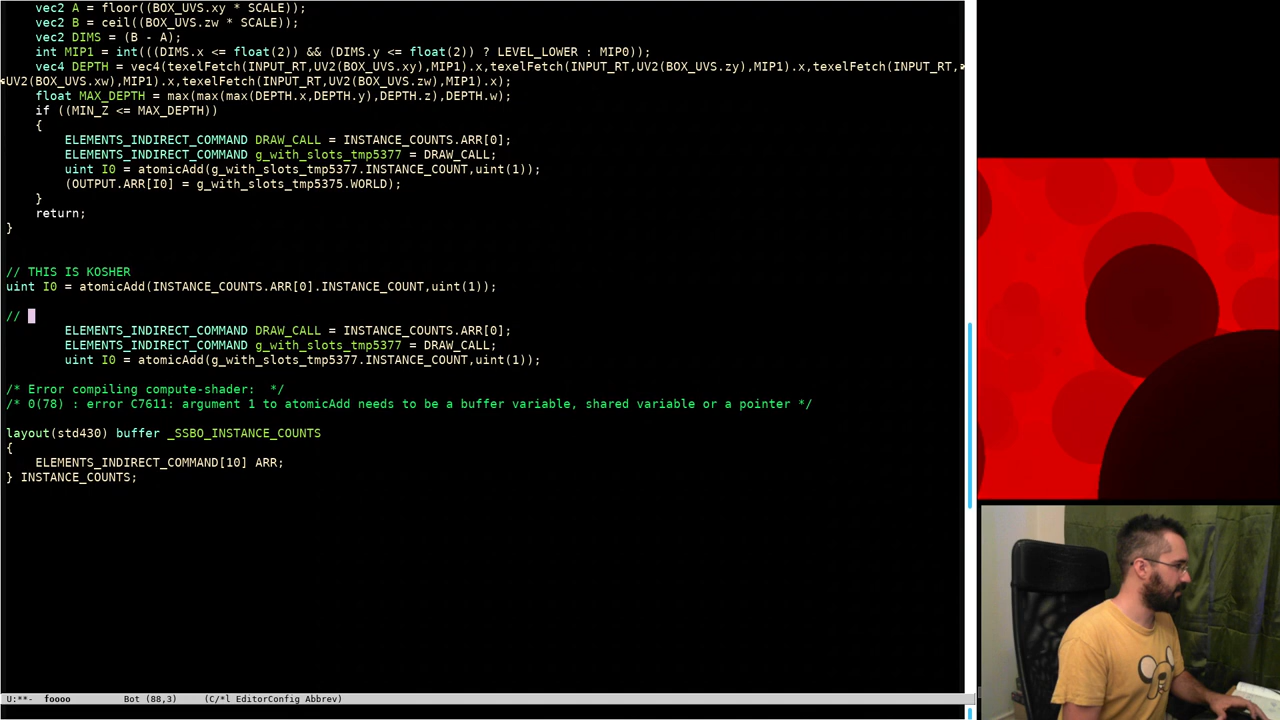 vec2 A = floor((BOX_UVS.xy * SCALE));
    vec2 B = ceil((BOX_UVS.zw * SCALE));
    vec2 DIMS = (B - A);
    int MIP1 = int(((DIMS.x <= float(2)) && (DIMS.y <= float(2)) ? LEVEL_LOWER : MIP0));
    vec4 DEPTH = vec4(texelFetch(INPUT_RT,UV2(BOX_UVS.xy),MIP1).x,texelFetch(INPUT_RT,UV2(BOX_UVS.zy),MIP1).x,texelFetch(INPUT_RT,
UV2(BOX_UVS.xw),MIP1).x,texelFetch(INPUT_RT,UV2(BOX_UVS.zw),MIP1).x);
    float MAX_DEPTH = max(max(max(DEPTH.x,DEPTH.y),DEPTH.z),DEPTH.w);
    if ((MIN_Z <= MAX_DEPTH))
    {
        ELEMENTS_INDIRECT_COMMAND DRAW_CALL = INSTANCE_COUNTS.ARR[0];
        ELEMENTS_INDIRECT_COMMAND g_with_slots_tmp5377 = DRAW_CALL;
        uint I0 = atomicAdd(g_with_slots_tmp5377.INSTANCE_COUNT,uint(1));
        (OUTPUT.ARR[I0] = g_with_slots_tmp5375.WORLD);
    }
    return;
}
// THIS IS KOSHER
uint I0 = atomicAdd(INSTANCE_COUNTS.ARR[0].INSTANCE_COUNT,uint(1));
//
        ELEMENTS_INDIRECT_COMMAND DRAW_CALL = INSTANCE_COUNTS.ARR[0];
        ELEMENTS_INDIRECT_COMMAND g_with_slots_tmp5377 = DRAW_CALL;
        uint I0 = atomicAdd(g_with_slots_tmp5377.INSTANCE_COUNT,uint(1));
/* Error compiling compute-shader:  */
/* 0(78) : error C7611: argument 1 to atomicAdd needs to be a buffer variable, shared variable or a pointer */
layout(std430) buffer _SSBO_INSTANCE_COUNTS
{
    ELEMENTS_INDIRECT_COMMAND[10] ARR;
} INSTANCE_COUNTS;
U:**-  foooo       Bot (88,3)    (C/*l EditorConfig Abbrev)